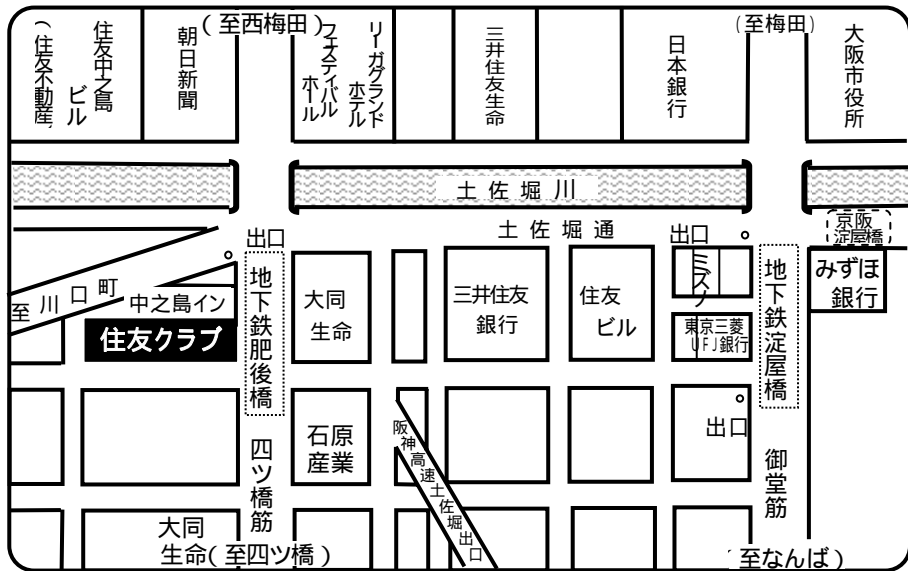 (至西梅田)
(至梅田)
住友中之島
ビル
(住友不動産)
朝日新聞
リーガグランド
ホテル
フェスティバル
ホール
三井住友生命
日本銀行
大阪市役所
土佐堀川
土佐堀通
京阪
淀屋橋
出口
出口
地下鉄肥後橋
地下鉄淀屋橋
みずほ
銀行
至川口町
中之島イン
住友クラブ
大同
生命
三井住友
銀行
住友
ビル
ミズノ
東京三菱
UFJ銀行
出口
石原
産業
阪神高速土佐堀出口
四ツ橋筋
御堂筋
大同
生命
(至四ツ橋)
(至なんば)